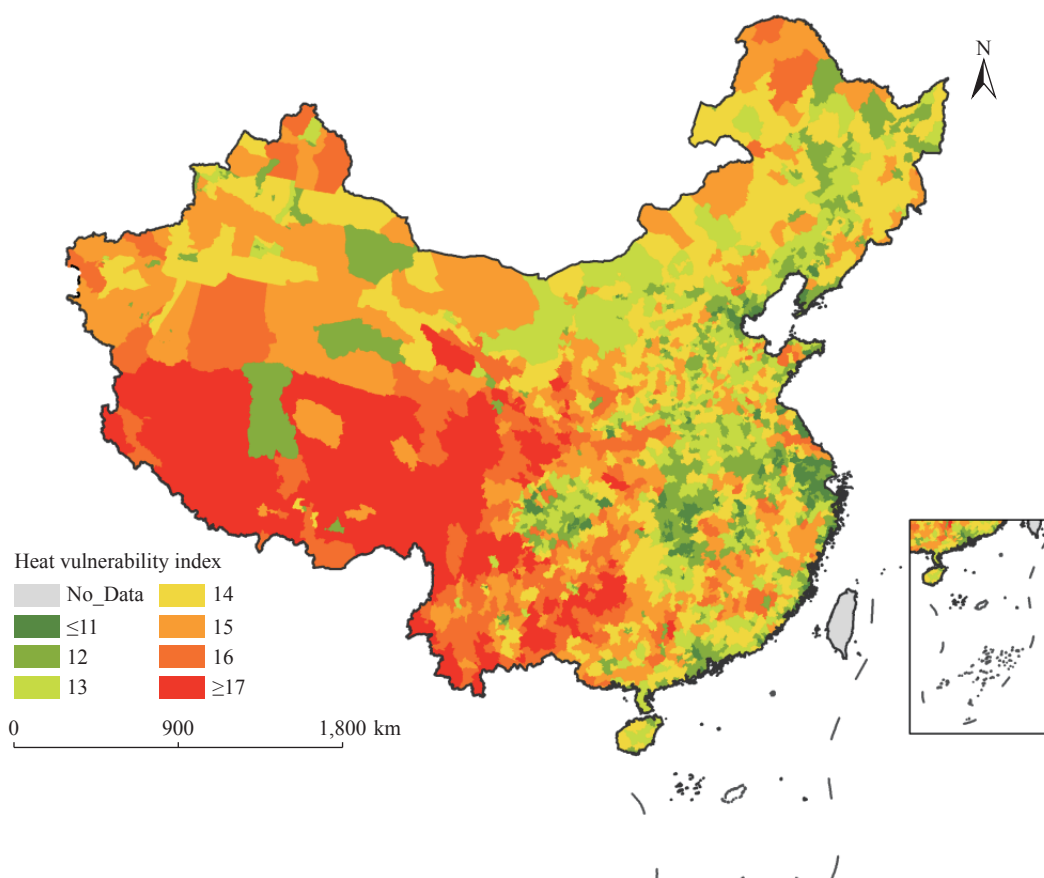 N
Heat vulnerability index
No_Data
14
≤11
15
12
16
13
≥17
0 900 1,800 km